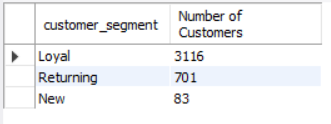 customer_segment Number of
Customers
Loyal 3116
Returning 701
New 83